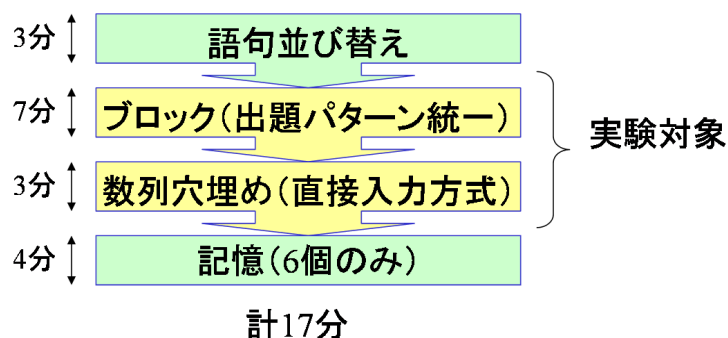 3分
語句並び替え
7分
ブロック(出題パターン統一)
実験対象
3分
数列穴埋め(直接入力方式)
4分
記憶(6個のみ)
計17分